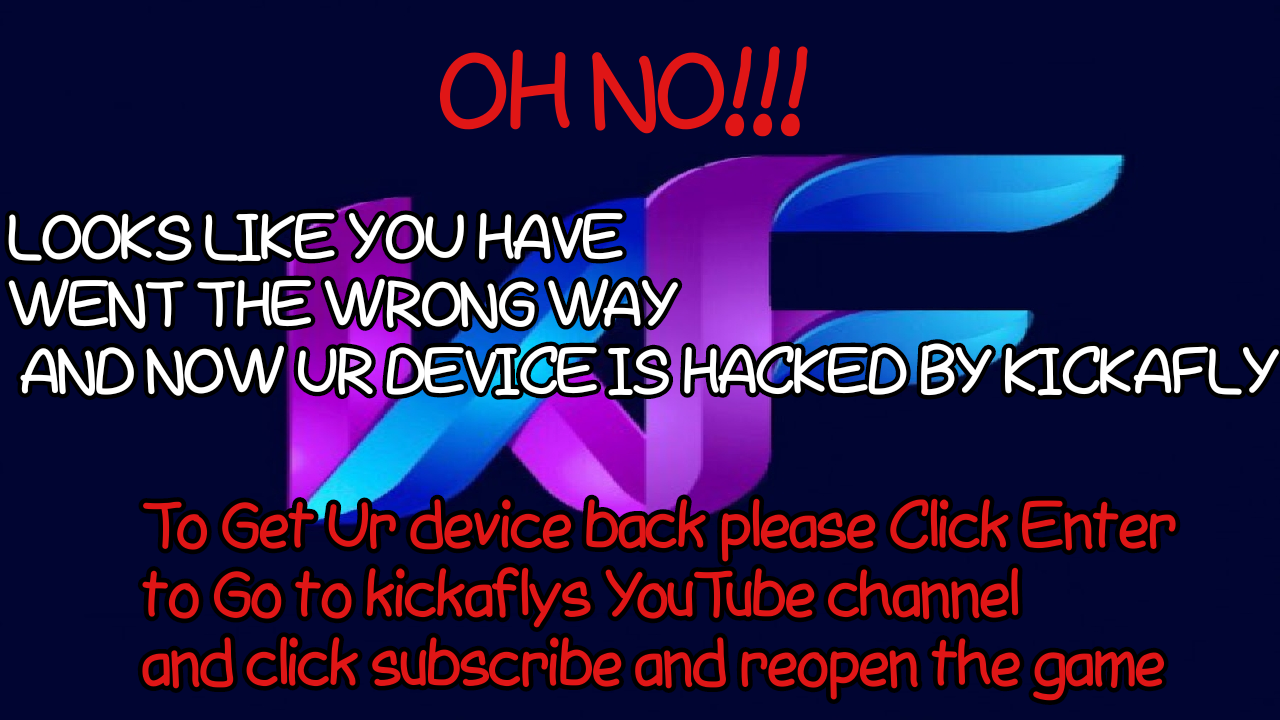 OH NO!!!
LOOKS LIKE YOU HAVE
WENT THE WRONG WAY
AND NOW UR DEVICE IS HACKED BY KICKAFLY
To Get Ur device back please Click Enter
to Go to kickaflys YouTube channel
and click subscribe and reopen the game